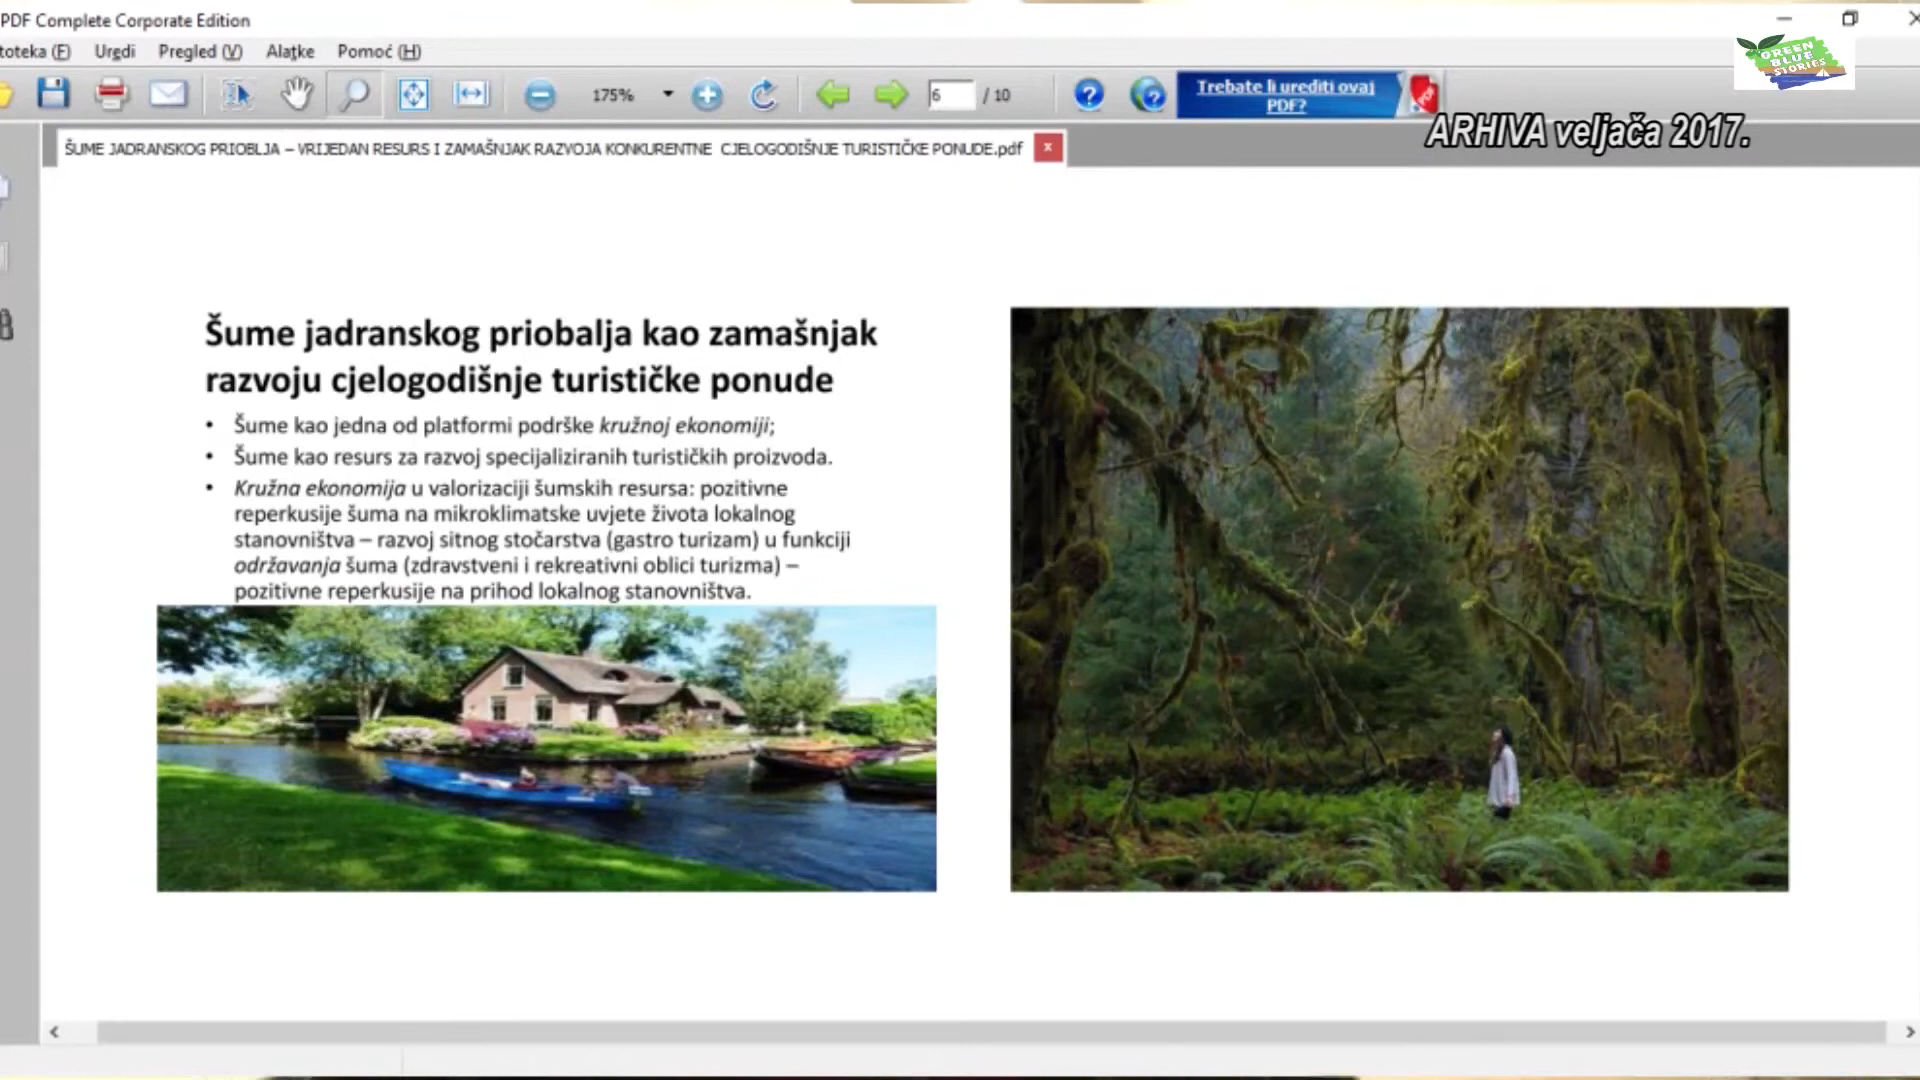 PDF Complete Corporate Edition
toteka (F) Uredi Pregled (V) Alatke Pomoć (H)
GREEN
BLUE
STORIES
175% 6 / 10 Trebate li urediti ovaj
PDF?
ARHIVA veljača 2017.
ŠUME JADRANSKOG PRIOBLJA – VRIJEDAN RESURS I ZAMAŠNJAK RAZVOJA KONKURENTNE CJELOGODIŠNJE TURISTIČKE PONUDE.pdf
Šume jadranskog priobalja kao zamašnjak
razvoju cjelogodišnje turističke ponude
• Šume kao jedna od platformi podrške kružnoj ekonomiji;
• Šume kao resurs za razvoj specijaliziranih turističkih proizvoda.
• Kružna ekonomija u valorizaciji šumskih resursa: pozitivne
reperkusije šuma na mikroklimatske uvjete života lokalnog
stanovništva – razvoj sitnog stočarstva (gastro turizam) u funkciji
održavanja šuma (zdravstveni i rekreativni oblici turizma) –
pozitivne reperkusije na prihod lokalnog stanovništva.